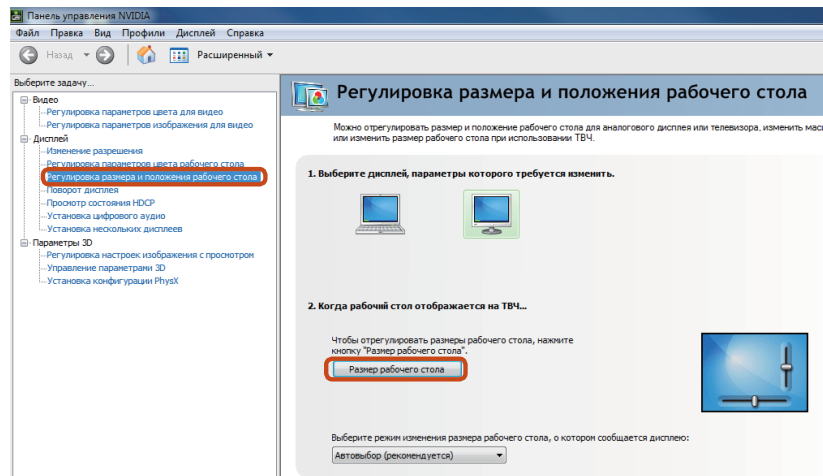 Панель управления NVIDIA
Файл Правка Вид Профили Дисплей Справка
Назад Расширенный
Выберите задачу...
Видео
Регулировка параметров цвета для видео
Регулировка параметров изображения для видео
Дисплей
Изменение разрешения
Регулировка параметров цвета рабочего стола
Регулировка размера и положения рабочего стола
Поворот дисплея
Просмотр состояния HDCP
Установка цифрового аудио
Установка нескольких дисплеев
Параметры 3D
Регулировка настроек изображения с просмотром
Управление параметрами 3D
Установка конфигурации PhysX
Регулировка размера и положения рабочего стола
Можно отрегулировать размер и положение рабочего стола для аналогового дисплея или телевизора, изменить
или изменить размер рабочего стола при использовании ТВЧ.
1. Выберите дисплей, параметры которого требуется изменить.
2. Когда рабочий стол отображается на ТВЧ...
Чтобы отрегулировать размеры рабочего стола, нажмите
кнопку "Размер рабочего стола".
Размер рабочего стола
Выберите режим изменения размера рабочего стола, о котором сообщается дисплею:
Автовыбор (рекомендуется)